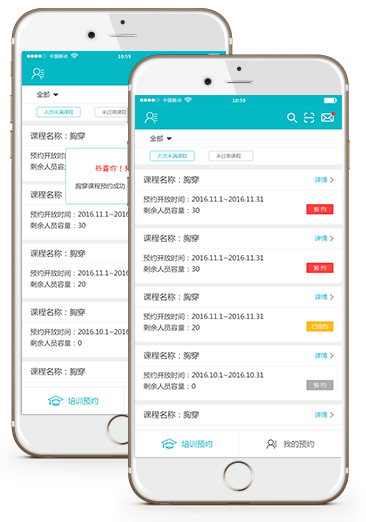 中国移动
10:59
全部
人员未满课程
未过期课程
课程名称：胸穿
预约开放时间：2016.11.1~2016
剩余人员容量
恭喜你！
胸穿课程预约成功
课程名称：胸穿
预约开放时间：2016.11.1~2016
剩余人员容量：30
课程名称：胸穿
预约开放时间：2016.11.1~2016
剩余人员容量：20
课程名称：胸穿
预约开放时间：2016.10.1~2016
剩余人员容量：0
课程名称：胸穿
培训预约
中国移动
10:59
全部
人员未满课程
未过期课程
课程名称：胸穿 详情
预约开放时间：2016.11.1~2016.11.31
剩余人员容量：30 预约
课程名称：胸穿 详情
预约开放时间：2016.11.1~2016.11.31
剩余人员容量：30 预约
课程名称：胸穿 详情
预约开放时间：2016.11.1~2016.11.31
剩余人员容量：20 已预约
课程名称：胸穿 详情
预约开放时间：2016.10.1~2016.10.31
剩余人员容量：0 预约
课程名称：胸穿 详情
培训预约
我的预约